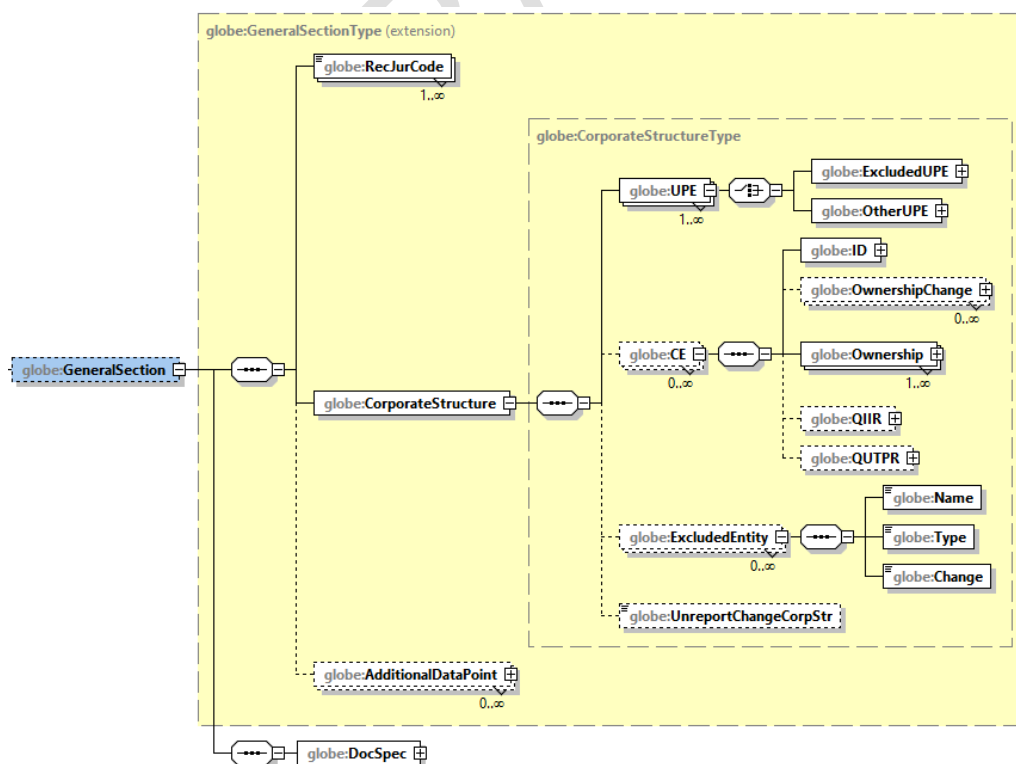 globe:GeneralSectionType (extension)
globe:RecJurCode
1..∞
globe:CorporateStructureType
globe:UPE
1..∞
globe:ExcludedUPE
globe:OtherUPE
globe:ID
globe:OwnershipChange
0..∞
globe:CE
0..∞
globe:Ownership
1..∞
globe:GeneralSection
globe:CorporateStructure
globe:QIIR
globe:QUTPR
globe:Name
globe:ExcludedEntity
0..∞
globe:Type
globe:Change
globe:UnreportChangeCorpStr
globe:AdditionalDataPoint
0..∞
globe:DocSpec